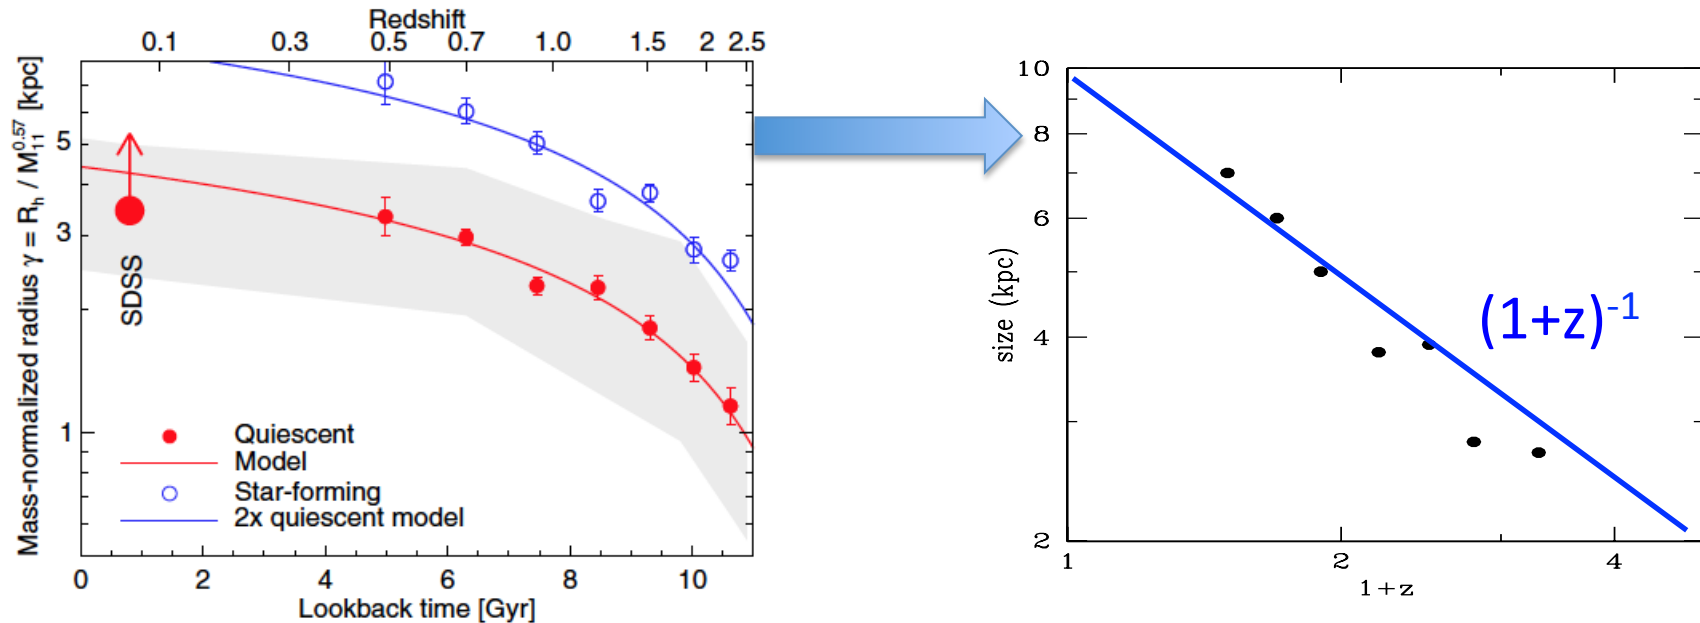 Redshift
0.1 0.3 0.5 0.7 1.0 1.5 2 2.5
Mass-normalized radius γ = R_h / M_11^0.57 [kpc]
5
3
1
SDSS
Quiescent
Model
Star-forming
2x quiescent model
0 2 4 6 8 10
Lookback time [Gyr]
10
8
6
4
2
size (kpc)
(1+z)^-1
1 2 4
1+z